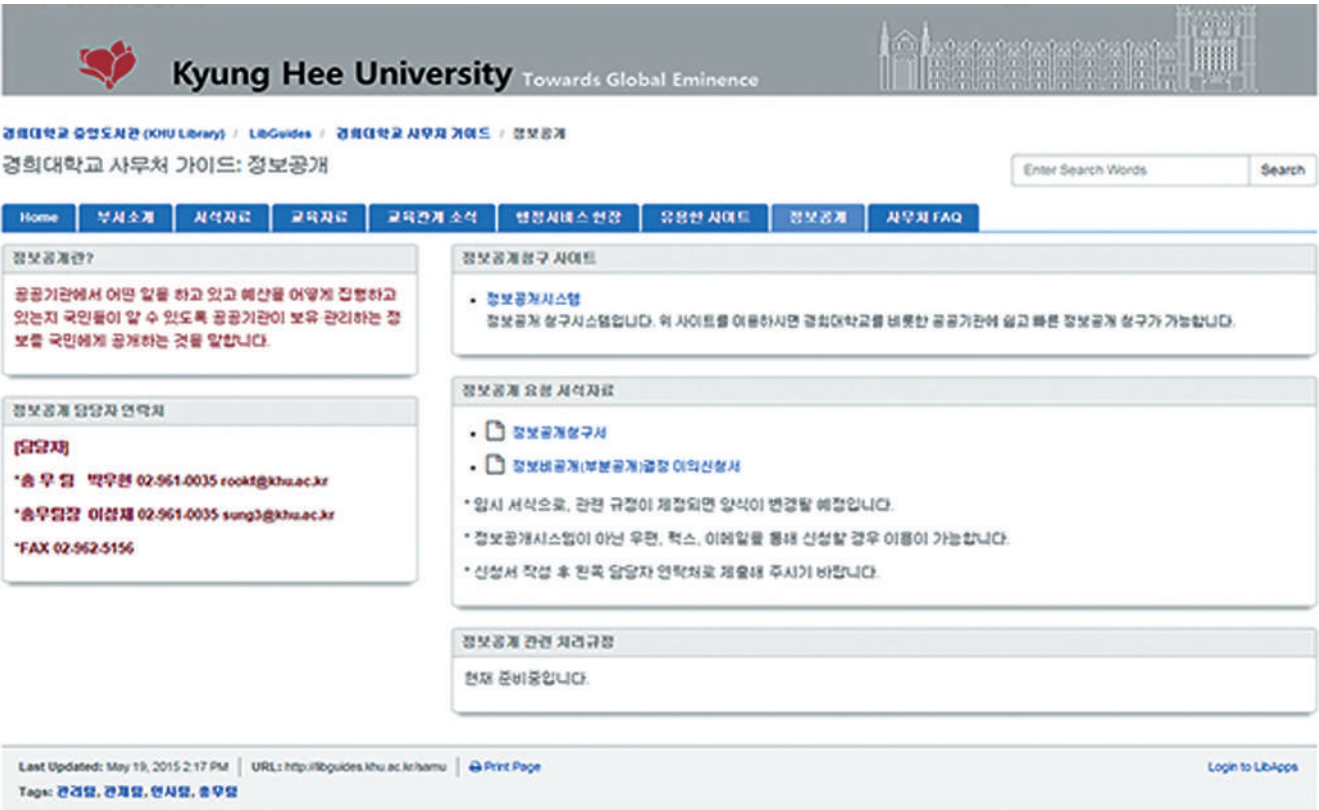 Kyung Hee University Towards Global Eminence
경희대학교 중앙도서관 (KHU Library) / LibGuides / 경희대학교 사무처 가이드 / 정보공개
경희대학교 사무처 가이드: 정보공개
Enter Search Words Search
Home 부서소개 서식자료 교육자료 교육관계 소식 행정서비스 헌장 유용한 사이트 정보공개 사무처 FAQ
정보공개란?
공공기관에서 어떤 일을 하고 있고 예산을 어떻게 집행하고
있는지 국민들이 알 수 있도록 공공기관이 보유 관리하는 정
보를 국민에게 공개하는 것을 말합니다.
정보공개 담당자 연락처
[담당자]
*총 무 팀 박우현 02-961-0035 rookf@khu.ac.kr
*총무팀장 이성재 02-961-0035 sung3@khu.ac.kr
*FAX 02-962-5156
정보공개청구 사이트
• 정보공개시스템
정보공개 청구시스템입니다. 위 사이트를 이용하시면 경희대학교를 비롯한 공공기관에 쉽고 빠른 정보공개 청구가 가능합니다.
정보공개 요청 서식자료
• 정보공개청구서
• 정보비공개(부분공개)결정 이의신청서
* 임시 서식으로, 관련 규정이 제정되면 양식이 변경될 예정입니다.
* 정보공개시스템이 아닌 우편, 팩스, 이메일을 통해 신청할 경우 이용이 가능합니다.
* 신청서 작성 후 왼쪽 담당자 연락처로 제출해 주시기 바랍니다.
정보공개 관련 처리규정
현재 준비중입니다.
Last Updated: May 19, 2015 2:17 PM | URL: http://libguides.khu.ac.kr/samu | Print Page
Login to LibApps
Tags: 관리팀, 관재팀, 인사팀, 총무팀